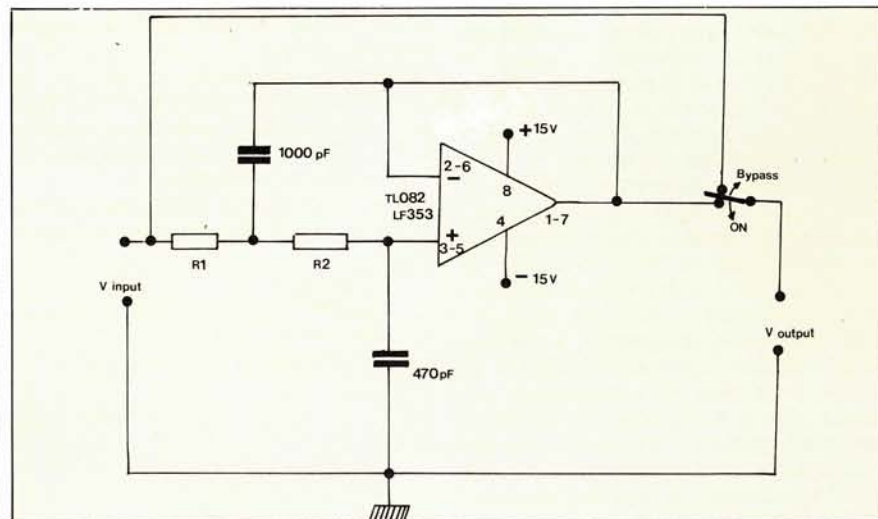 1000 pF
2-6
-
+15V
8
TL082
LF353
4
1-7
Bypass
ON
+
3-5
R1
R2
-15V
V input
V output
470pF